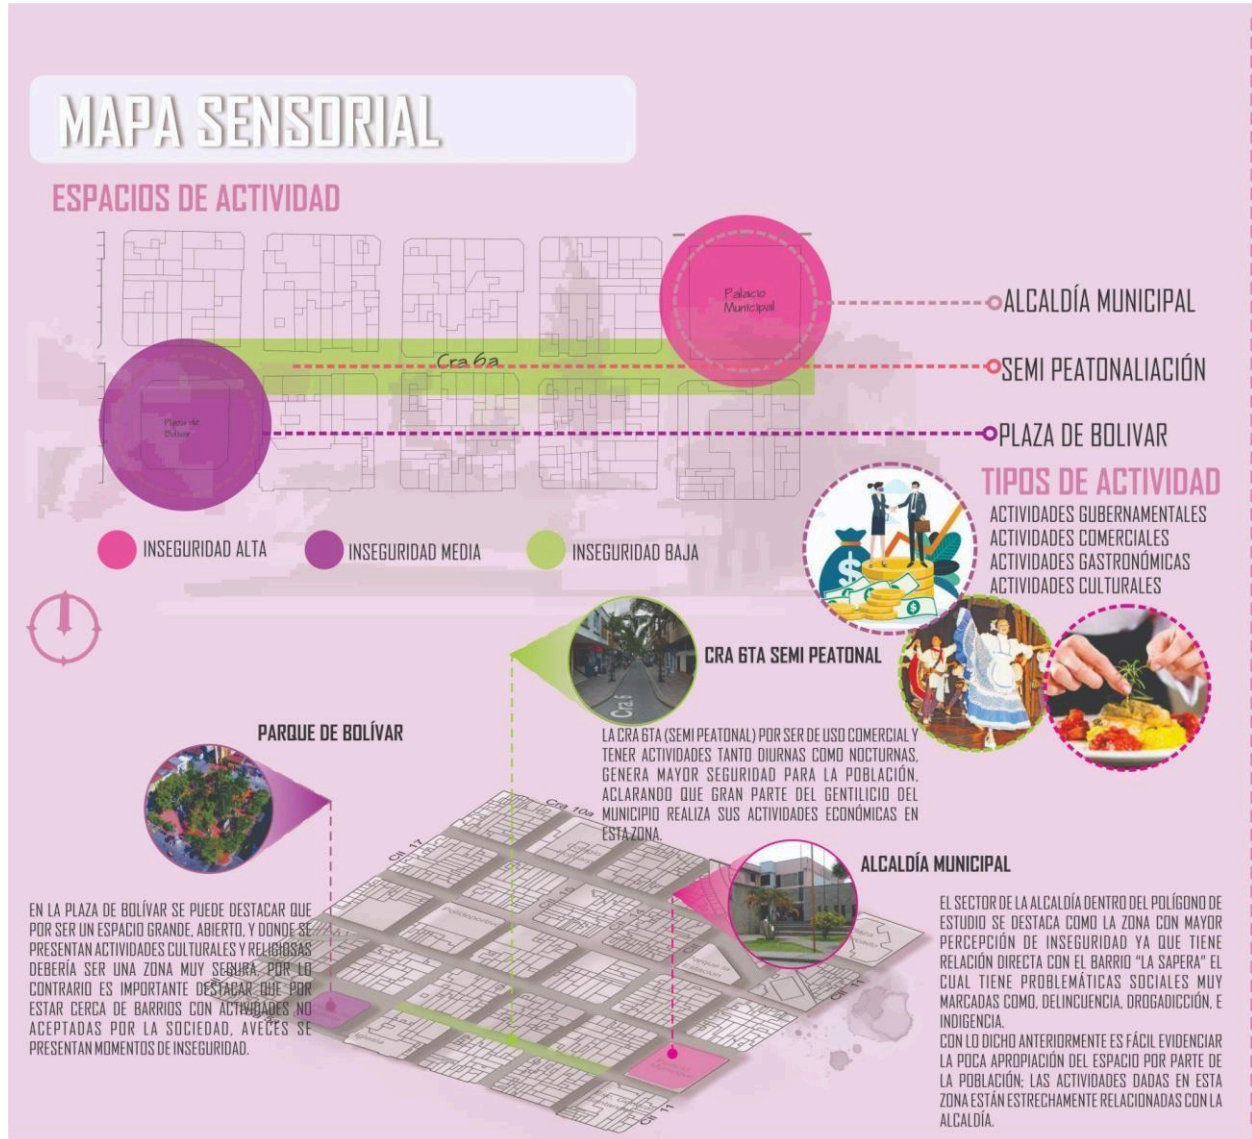 MAPA SENSORIAL
ESPACIOS DE ACTIVIDAD
Palacio
Municipal
ALCALDÍA MUNICIPAL
Cra 6a
SEMI PEATONALIACIÓN
Plaza de
Bolívar
PLAZA DE BOLIVAR
INSEGURIDAD ALTA
INSEGURIDAD MEDIA
INSEGURIDAD BAJA
TIPOS DE ACTIVIDAD
ACTIVIDADES GUBERNAMENTALES
ACTIVIDADES COMERCIALES
ACTIVIDADES GASTRONÓMICAS
ACTIVIDADES CULTURALES
$
$
Cra 6
CRA 6TA SEMI PEATONAL
LA CRA 6TA (SEMI PEATONAL) POR SER DE USO COMERCIAL Y
TENER ACTIVIDADES TANTO DIURNAS COMO NOCTURNAS,
GENERA MAYOR SEGURIDAD PARA LA POBLACIÓN,
ACLARANDO QUE GRAN PARTE DEL GENTILICIO DEL
MUNICIPIO REALIZA SUS ACTIVIDADES ECONÓMICAS EN
ESTA ZONA.
PARQUE DE BOLÍVAR
EN LA PLAZA DE BOLÍVAR SE PUEDE DESTACAR QUE
POR SER UN ESPACIO GRANDE, ABIERTO, Y DONDE SE
PRESENTAN ACTIVIDADES CULTURALES Y RELIGIOSAS
DEBERÍA SER UNA ZONA MUY SEGURA, POR LO
CONTRARIO ES IMPORTANTE DESTACAR QUE POR
ESTAR CERCA DE BARRIOS CON ACTIVIDADES NO
ACEPTADAS POR LA SOCIEDAD, AVECES SE
PRESENTAN MOMENTOS DE INSEGURIDAD.
Cra 10a
Cll 17
Polideportivo
Iglesia
Cll 11
Cll 11
ALCALDÍA MUNICIPAL
EL SECTOR DE LA ALCALDÍA DENTRO DEL POLÍGONO DE
ESTUDIO SE DESTACA COMO LA ZONA CON MAYOR
PERCEPCIÓN DE INSEGURIDAD YA QUE TIENE
RELACIÓN DIRECTA CON EL BARRIO "LA SAPERA" EL
CUAL TIENE PROBLEMÁTICAS SOCIALES MUY
MARCADAS COMO, DELINCUENCIA, DROGADICCIÓN, E
INDIGENCIA.
CON LO DICHO ANTERIORMENTE ES FÁCIL EVIDENCIAR
LA POCA APROPIACIÓN DEL ESPACIO POR PARTE DE
LA POBLACIÓN; LAS ACTIVIDADES DADAS EN ESTA
ZONA ESTÁN ESTRECHAMENTE RELACIONADAS CON LA
ALCALDÍA.